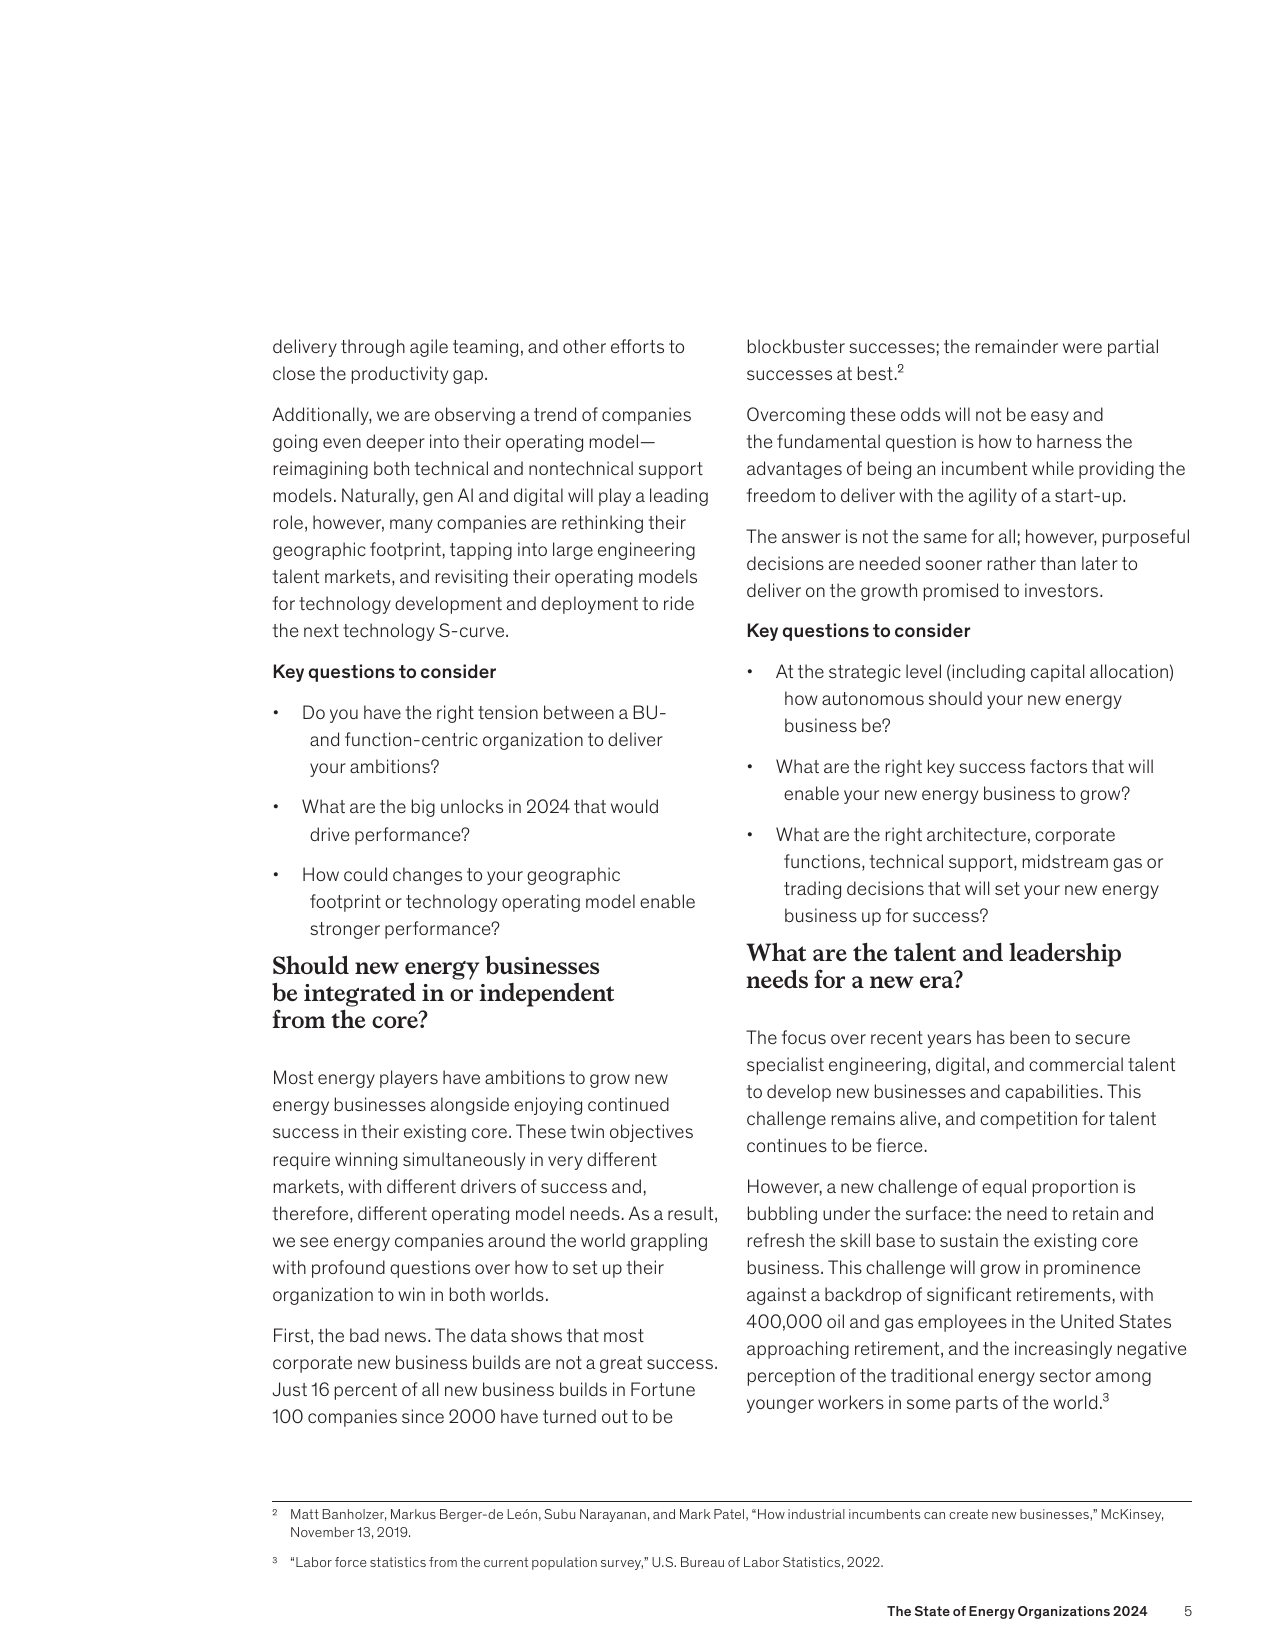 delivery through agile teaming, and other efforts to
close the productivity gap.
Additionally, we are observing a trend of companies
going even deeper into their operating model—
reimagining both technical and nontechnical support
models. Naturally, gen AI and digital will play a leading
role, however, many companies are rethinking their
geographic footprint, tapping into large engineering
talent markets, and revisiting their operating models
for technology development and deployment to ride
the next technology S-curve.
Key questions to consider
• Do you have the right tension between a BU-
and function-centric organization to deliver
your ambitions?
• What are the big unlocks in 2024 that would
drive performance?
• How could changes to your geographic
footprint or technology operating model enable
stronger performance?
Should new energy businesses
be integrated in or independent
from the core?
Most energy players have ambitions to grow new
energy businesses alongside enjoying continued
success in their existing core. These twin objectives
require winning simultaneously in very different
markets, with different drivers of success and,
therefore, different operating model needs. As a result,
we see energy companies around the world grappling
with profound questions over how to set up their
organization to win in both worlds.
First, the bad news. The data shows that most
corporate new business builds are not a great success.
Just 16 percent of all new business builds in Fortune
100 companies since 2000 have turned out to be
blockbuster successes; the remainder were partial
successes at best.²
Overcoming these odds will not be easy and
the fundamental question is how to harness the
advantages of being an incumbent while providing the
freedom to deliver with the agility of a start-up.
The answer is not the same for all; however, purposeful
decisions are needed sooner rather than later to
deliver on the growth promised to investors.
Key questions to consider
• At the strategic level (including capital allocation)
how autonomous should your new energy
business be?
• What are the right key success factors that will
enable your new energy business to grow?
• What are the right architecture, corporate
functions, technical support, midstream gas or
trading decisions that will set your new energy
business up for success?
What are the talent and leadership
needs for a new era?
The focus over recent years has been to secure
specialist engineering, digital, and commercial talent
to develop new businesses and capabilities. This
challenge remains alive, and competition for talent
continues to be fierce.
However, a new challenge of equal proportion is
bubbling under the surface: the need to retain and
refresh the skill base to sustain the existing core
business. This challenge will grow in prominence
against a backdrop of significant retirements, with
400,000 oil and gas employees in the United States
approaching retirement, and the increasingly negative
perception of the traditional energy sector among
younger workers in some parts of the world.³
² Matt Banholzer, Markus Berger-de León, Subu Narayanan, and Mark Patel, “How industrial incumbents can create new businesses,” McKinsey,
November 13, 2019.
³ “Labor force statistics from the current population survey,” U.S. Bureau of Labor Statistics, 2022.
The State of Energy Organizations 2024 5